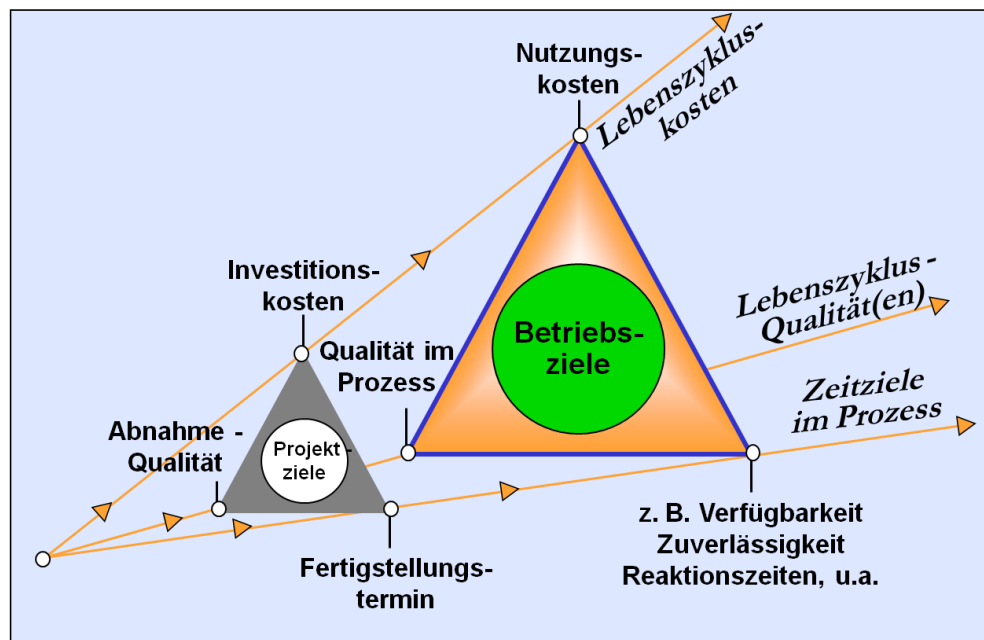 Nutzungs-
kosten
Lebenszyklus-
kosten
Investitions-
kosten
Lebenszyklus -
Qualität(en)
Qualität im
Prozess
Betriebs-
ziele
Zeitziele
im Prozess
Abnahme -
Qualität
Projekt -
ziele
z. B. Verfügbarkeit
Zuverlässigkeit
Reaktionszeiten, u.a.
Fertigstellungs-
termin